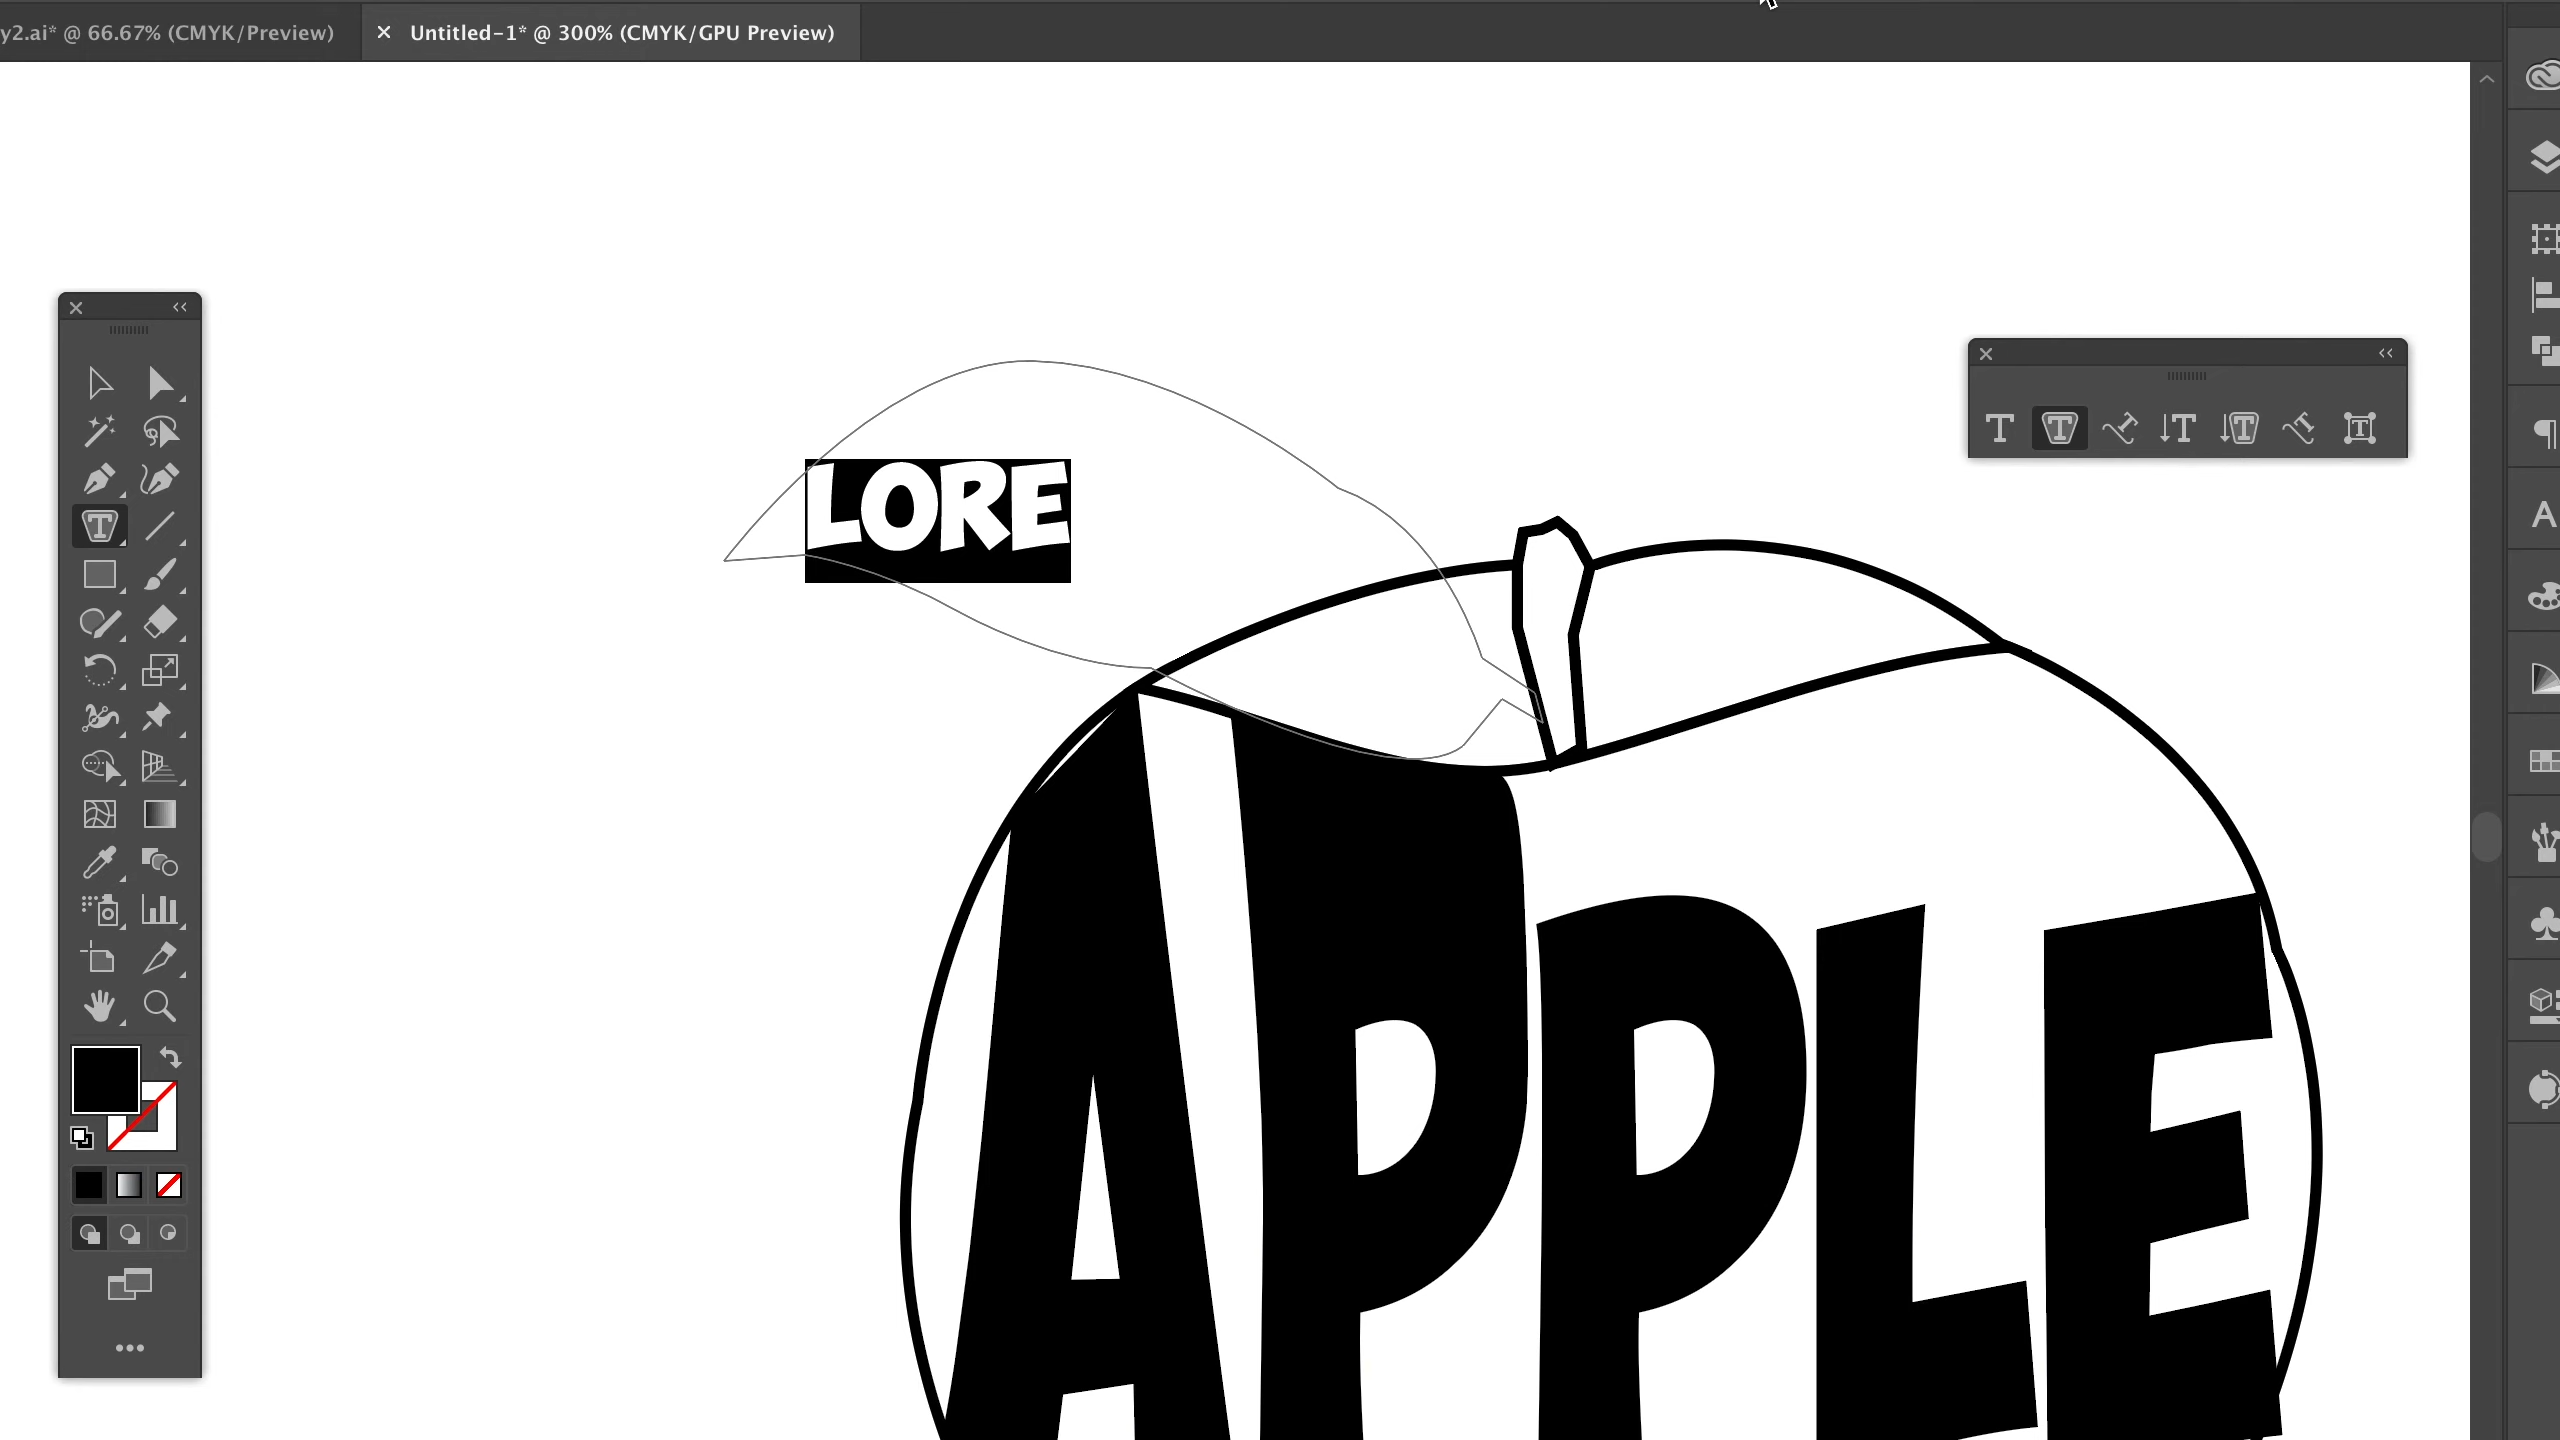 y2.ai* @ 66.67% (CMYK/Preview)
× Untitled-1* @ 300% (CMYK/GPU Preview)
LORE
APPLE